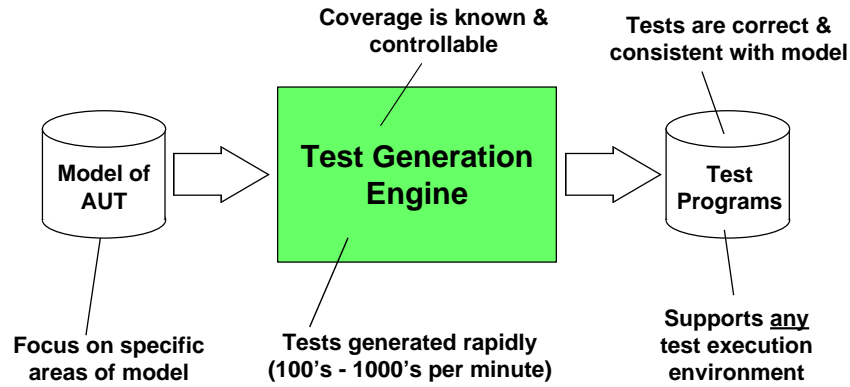 Coverage is known &
controllable
Tests are correct &
consistent with model
Model of
AUT
Test Generation
Engine
Test
Programs
Focus on specific
areas of model
Tests generated rapidly
(100's - 1000's per minute)
Supports any
test execution
environment